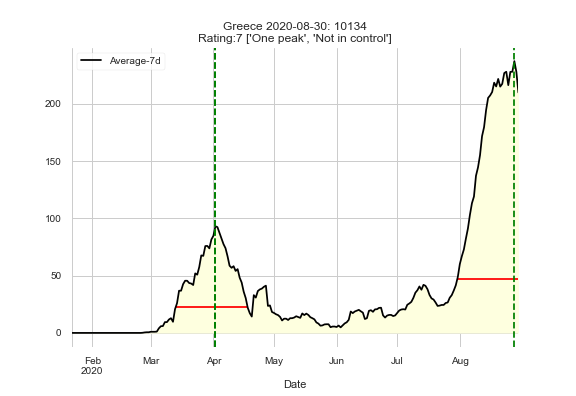 Greece 2020-08-30: 10134
Rating:7 ['One peak', 'Not in control']
Average-7d
200
150
100
50
0
Feb Mar Apr May Jun Jul Aug
2020
Date